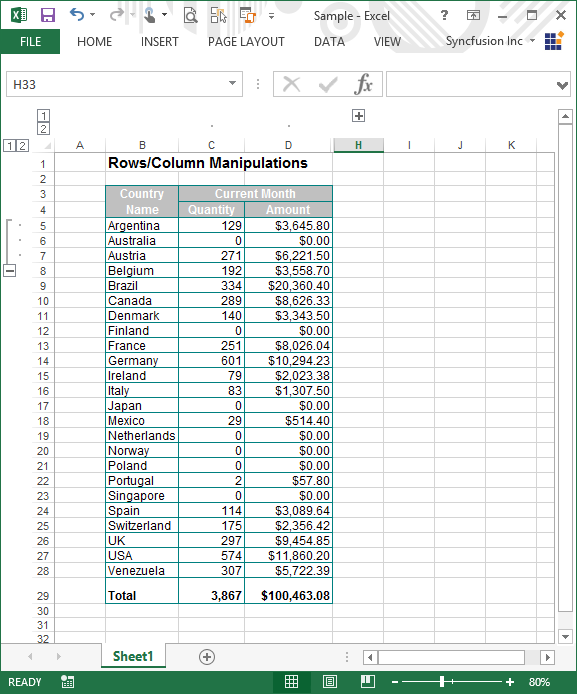 Sample - Excel ?
FILE HOME INSERT PAGE LAYOUT DATA VIEW Syncfusion Inc
H33 fx
1
2
1 2 A B C D H I J K
1 Rows/Column Manipulations
2
3 Country Current Month
4 Name Quantity Amount
5 Argentina 129 $3,645.80
6 Australia 0 $0.00
7 Austria 271 $6,221.50
8 Belgium 192 $3,558.70
9 Brazil 334 $20,360.40
10 Canada 289 $8,626.33
11 Denmark 140 $3,343.50
12 Finland 0 $0.00
13 France 251 $8,026.04
14 Germany 601 $10,294.23
15 Ireland 79 $2,023.38
16 Italy 83 $1,307.50
17 Japan 0 $0.00
18 Mexico 29 $514.40
19 Netherlands 0 $0.00
20 Norway 0 $0.00
21 Poland 0 $0.00
22 Portugal 2 $57.80
23 Singapore 0 $0.00
24 Spain 114 $3,089.64
25 Switzerland 175 $2,356.42
26 UK 297 $9,454.85
27 USA 574 $11,860.20
28 Venezuela 307 $5,722.39
29 Total 3,867 $100,463.08
30
31
32
Sheet1
READY 80%